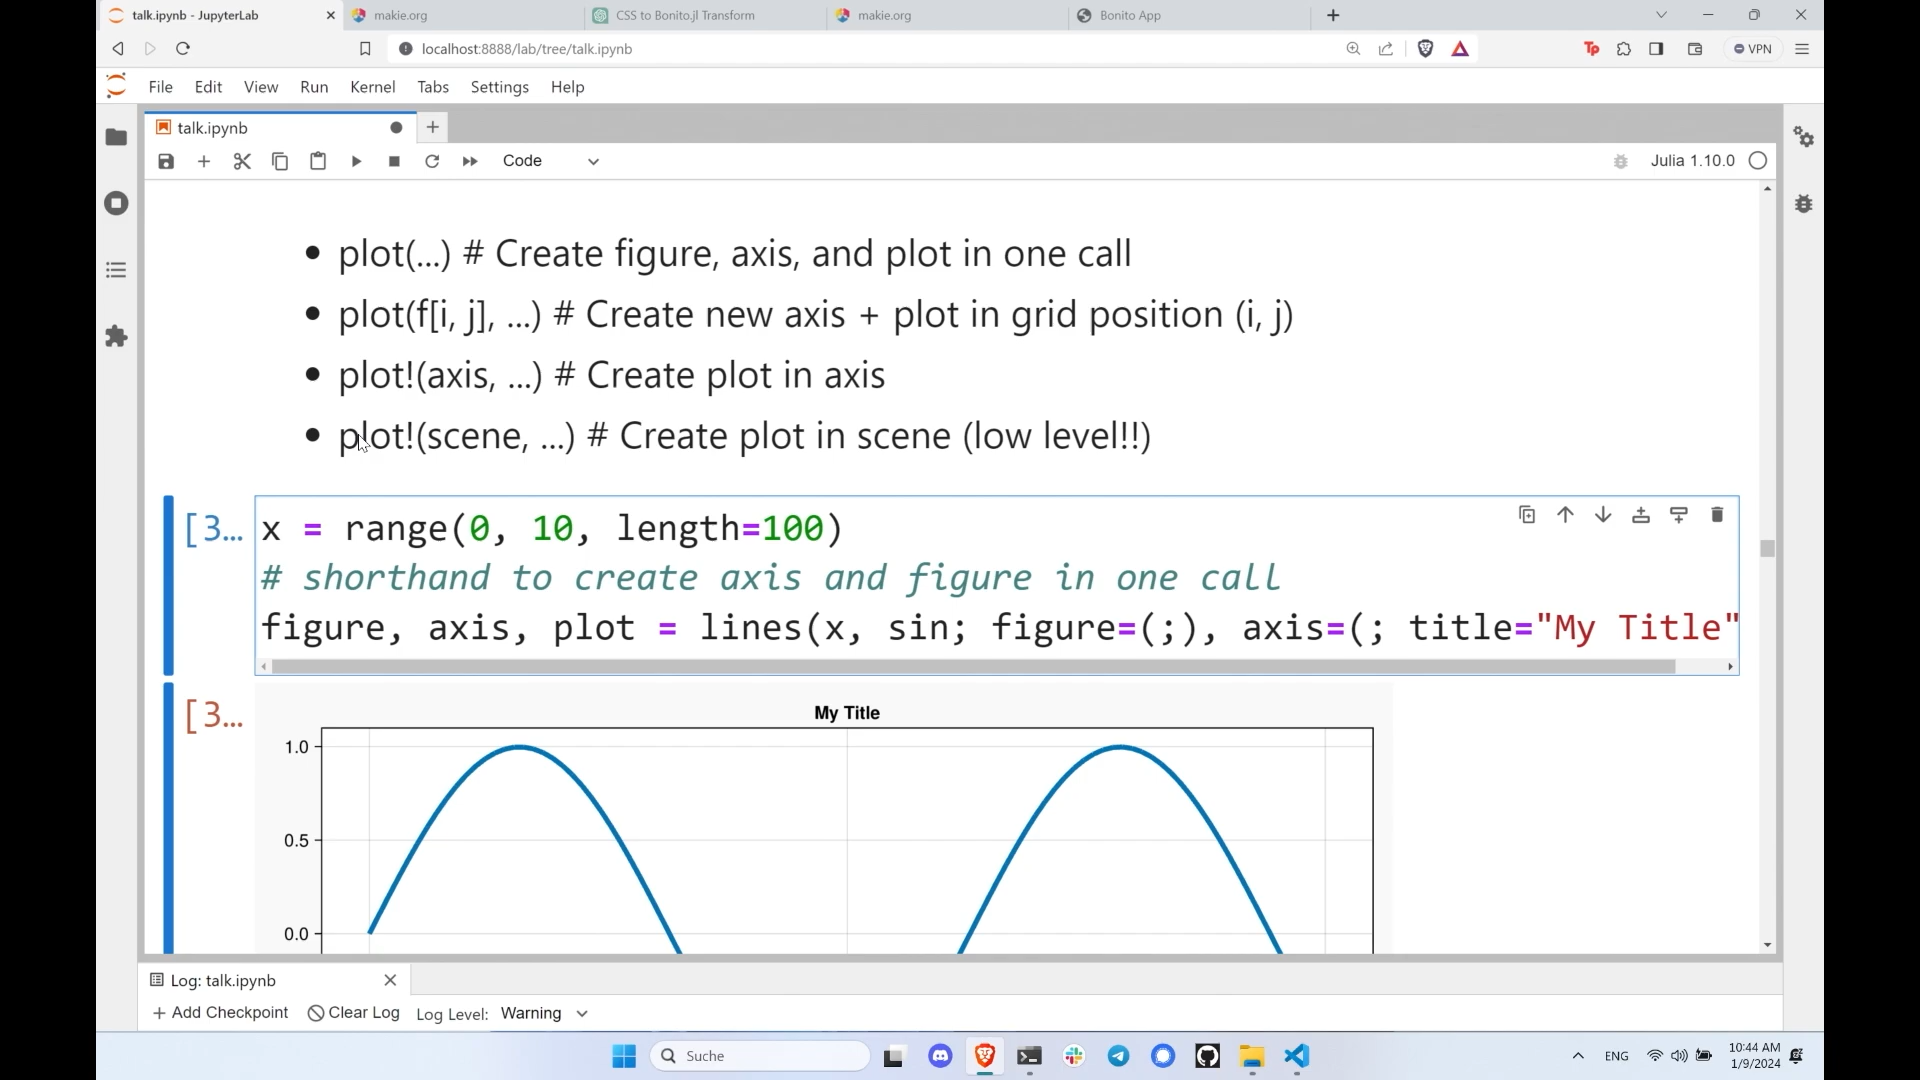 talk.ipynb - JupyterLab
makie.org
CSS to Bonito.jl Transform
makie.org
Bonito App
localhost:8888/lab/tree/talk.ipynb
VPN
File Edit View Run Kernel Tabs Settings Help
talk.ipynb
Code
Julia 1.10.0
• plot(...) # Create figure, axis, and plot in one call
• plot(f[i, j], ...) # Create new axis + plot in grid position (i, j)
• plot!(axis, ...) # Create plot in axis
• plot!(scene, ...) # Create plot in scene (low level!!)
[3...
x = range(0, 10, length=100)
# shorthand to create axis and figure in one call
figure, axis, plot = lines(x, sin; figure=(;), axis=(; title="My Title"
[3...
My Title
1.0
0.5
0.0
Log: talk.ipynb
Add Checkpoint Clear Log Log Level: Warning
Suche
ENG
10:44 AM
1/9/2024